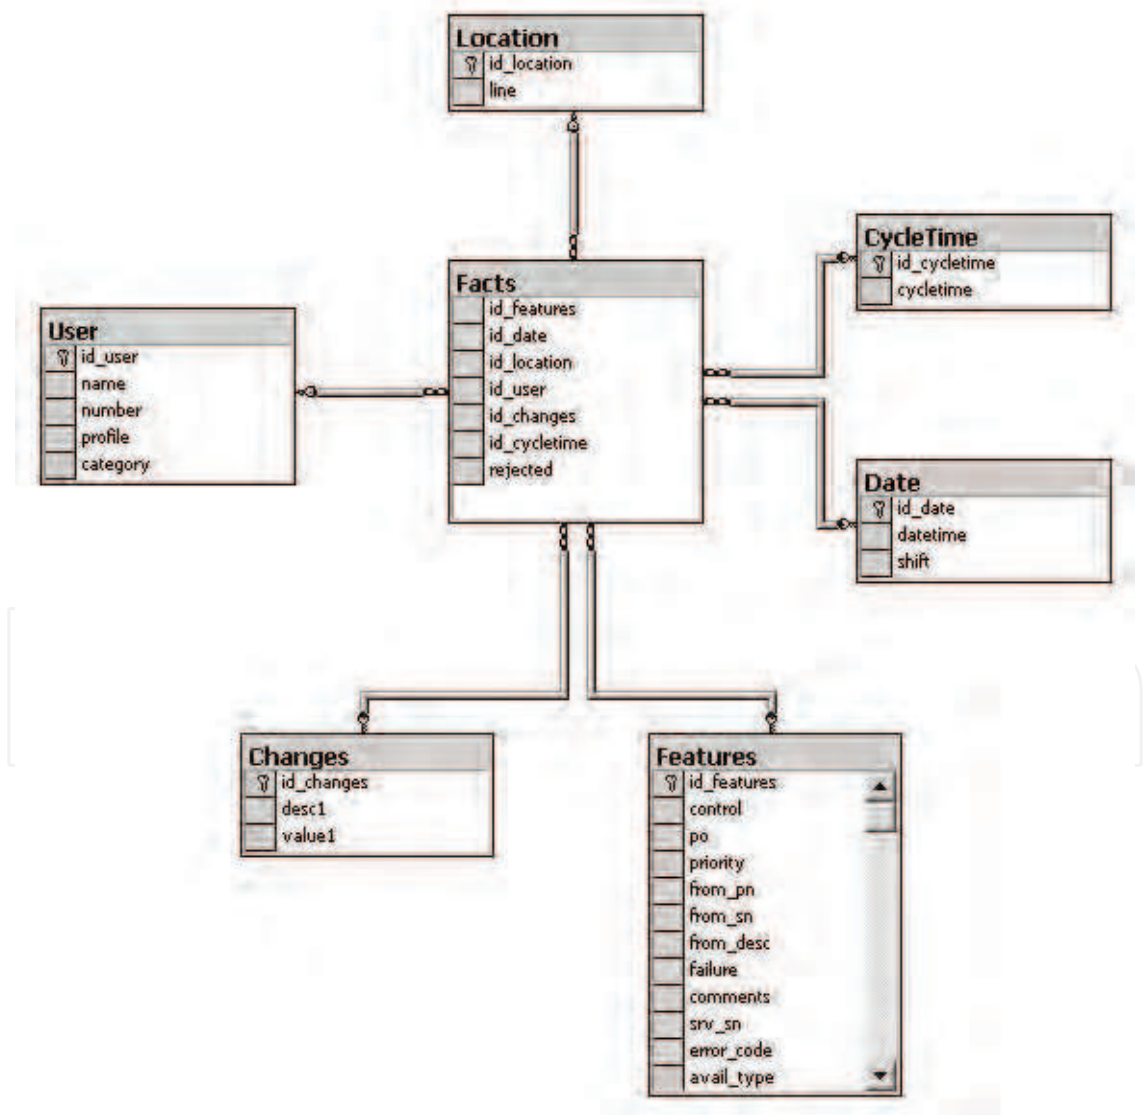 Location
id_location
line
CycleTime
id_cycletime
cycletime
Facts
id_features
id_date
id_location
id_user
id_changes
id_cycletime
rejected
User
id_user
name
number
profile
category
Date
id_date
datetime
shift
Changes
id_changes
desc1
value1
Features
id_features
control
po
priority
from_pn
from_sn
from_desc
failure
comments
srv_sn
error_code
avail_type